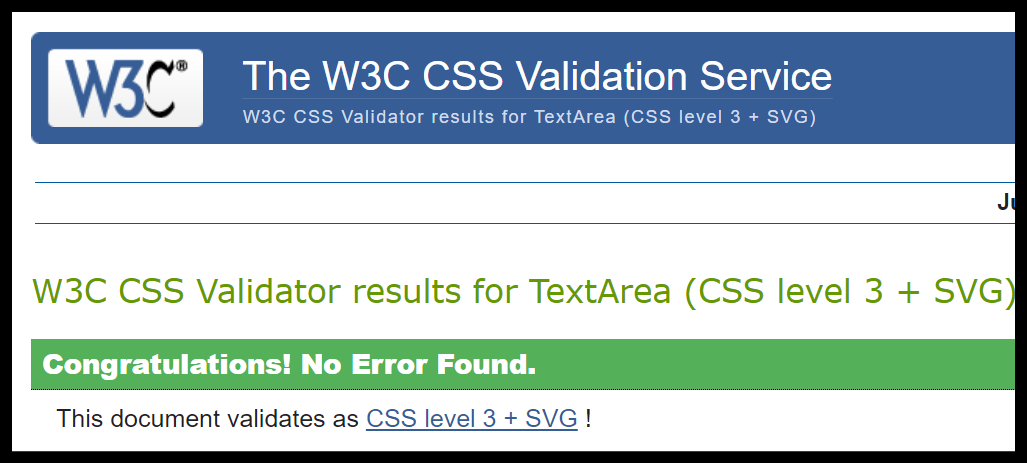 W3C®
The W3C CSS Validation Service
W3C CSS Validator results for TextArea (CSS level 3 + SVG)
Ju
W3C CSS Validator results for TextArea (CSS level 3 + SVG)
Congratulations! No Error Found.
This document validates as CSS level 3 + SVG !